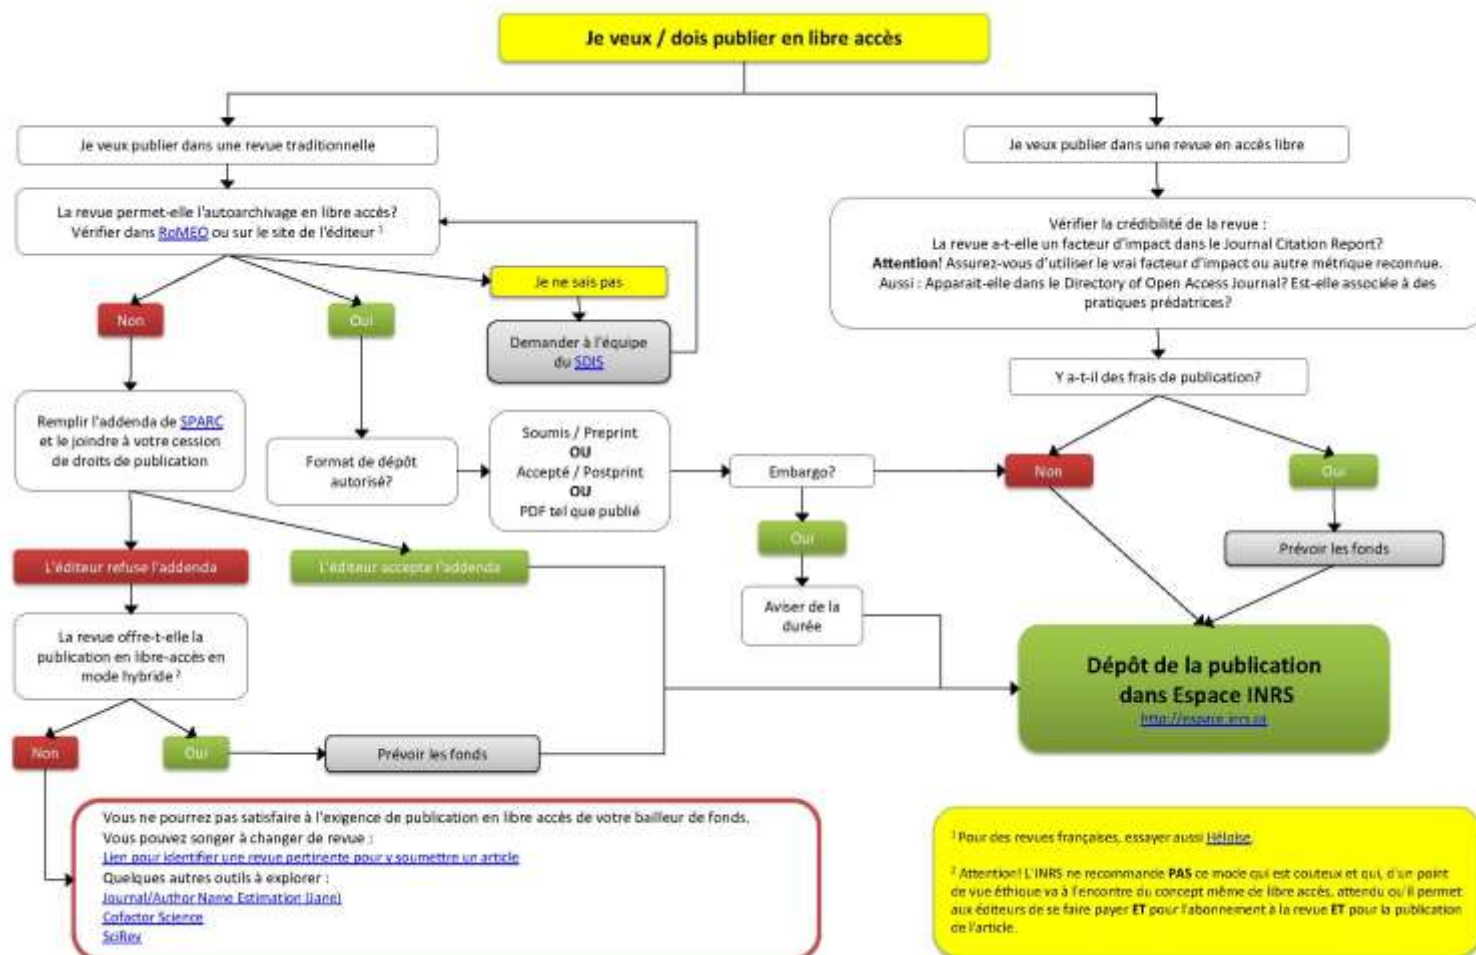 Je veux / dois publier en libre accès
Je veux publier dans une revue traditionnelle
Je veux publier dans une revue en accès libre
La revue permet-elle l'autoarchivage en libre accès?
Vérifier dans RoMEO ou sur le site de l'éditeur ¹
Vérifier la crédibilité de la revue :
La revue a-t-elle un facteur d'impact dans le Journal Citation Report?
Attention! Assurez-vous d'utiliser le vrai facteur d'impact ou autre métrique reconnue.
Aussi : Apparait-elle dans le Directory of Open Access Journal? Est-elle associée à des
pratiques prédatrices?
Je ne sais pas
Non
Oui
Demander à l'équipe
du SDIS
Y a-t-il des frais de publication?
Remplir l'addenda de SPARC
et le joindre à votre cession
de droits de publication
Format de dépôt
autorisé?
Soumis / Preprint
OU
Accepté / Postprint
OU
PDF tel que publié
Embargo?
Non
Oui
Oui
Prévoir les fonds
L'éditeur refuse l'addenda
L'éditeur accepte l'addenda
Aviser de la
durée
La revue offre-t-elle la
publication en libre-accès en
mode hybride ²
Dépôt de la publication
dans Espace INRS
http://espace.inrs.ca
Non
Oui
Prévoir les fonds
Vous ne pourrez pas satisfaire à l'exigence de publication en libre accès de votre bailleur de fonds.
Vous pouvez songer à changer de revue :
Lien pour identifier une revue pertinente pour y soumettre un article
Quelques autres outils à explorer :
Journal/Author Name Estimation (Jane)
Cofactor Science
SciRev
¹ Pour des revues françaises, essayer aussi Héloïse.
² Attention! L'INRS ne recommande PAS ce mode qui est couteux et qui, d'un point
de vue éthique va à l'encontre du concept même de libre accès, attendu qu'il permet
aux éditeurs de se faire payer ET pour l'abonnement à la revue ET pour la publication
de l'article.